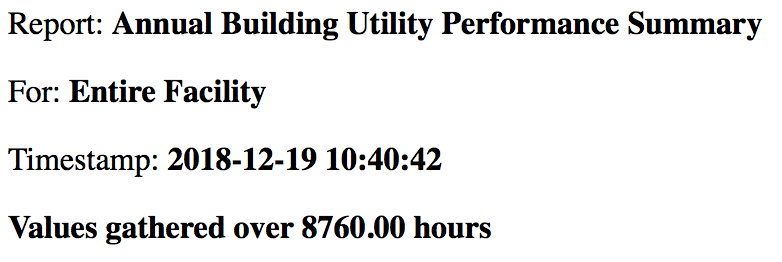 Report: Annual Building Utility Performance Summary
For: Entire Facility
Timestamp: 2018-12-19 10:40:42
Values gathered over 8760.00 hours